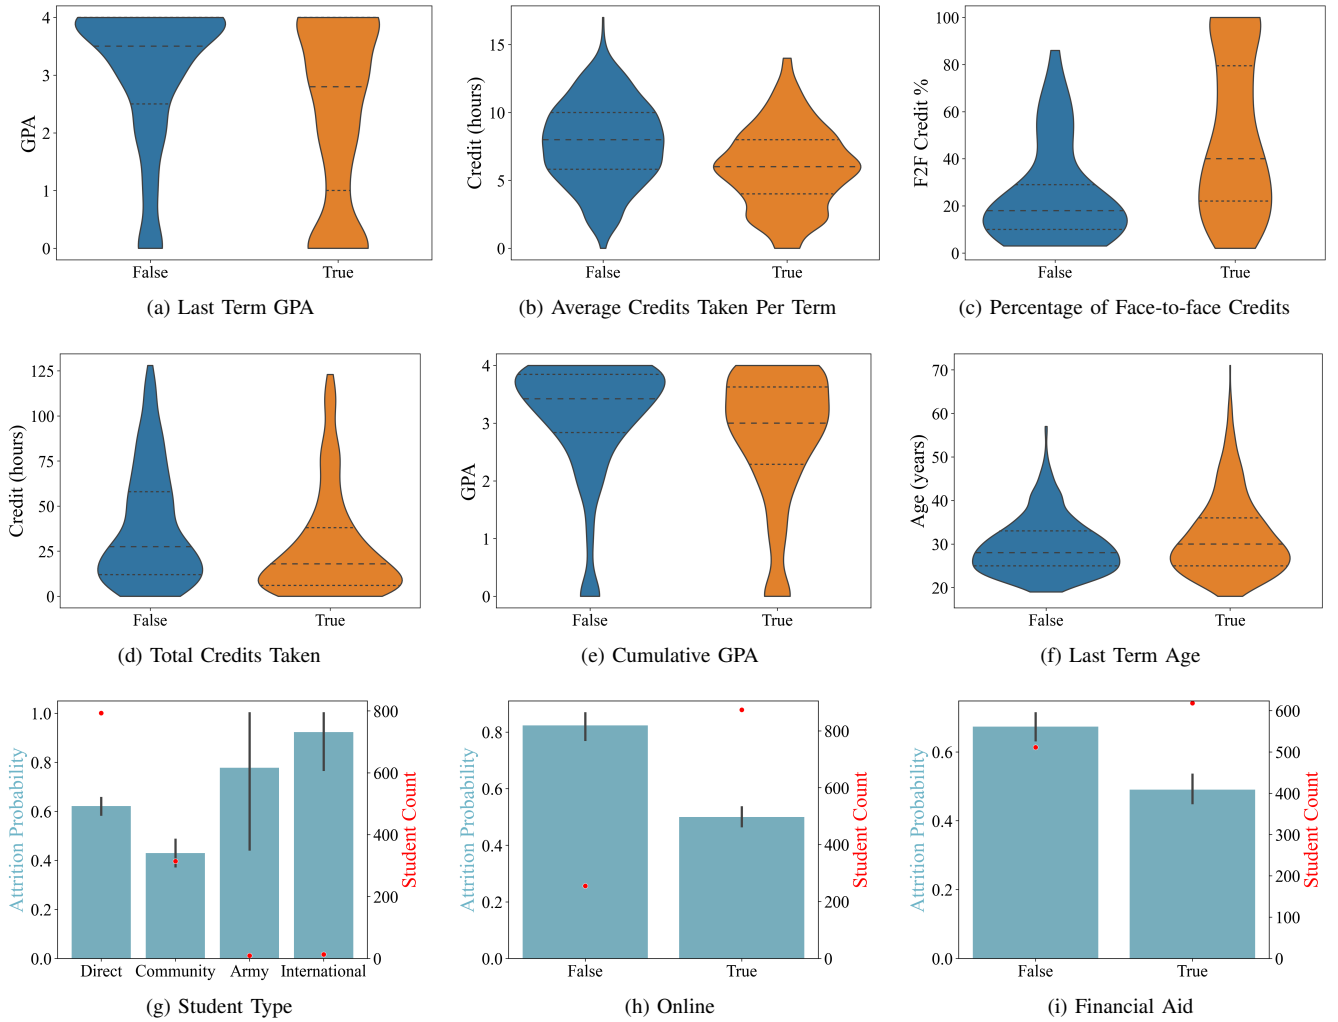 4
3
2
1
0
GPA
False
True
(a) Last Term GPA
15
10
5
0
Credit (hours)
False
True
(b) Average Credits Taken Per Term
100
80
60
40
20
0
F2F Credit %
False
True
(c) Percentage of Face-to-face Credits
125
100
75
50
25
0
Credit (hours)
False
True
(d) Total Credits Taken
4
3
2
1
0
GPA
False
True
(e) Cumulative GPA
70
60
50
40
30
20
Age (years)
False
True
(f) Last Term Age
1.0
0.8
0.6
0.4
0.2
0.0
Attrition Probability
Direct
Community
Army
International
800
600
400
200
0
Student Count
(g) Student Type
0.8
0.6
0.4
0.2
0.0
Attrition Probability
False
True
800
600
400
200
0
Student Count
(h) Online
0.6
0.4
0.2
0.0
Attrition Probability
False
True
600
500
400
300
200
100
0
Student Count
(i) Financial Aid